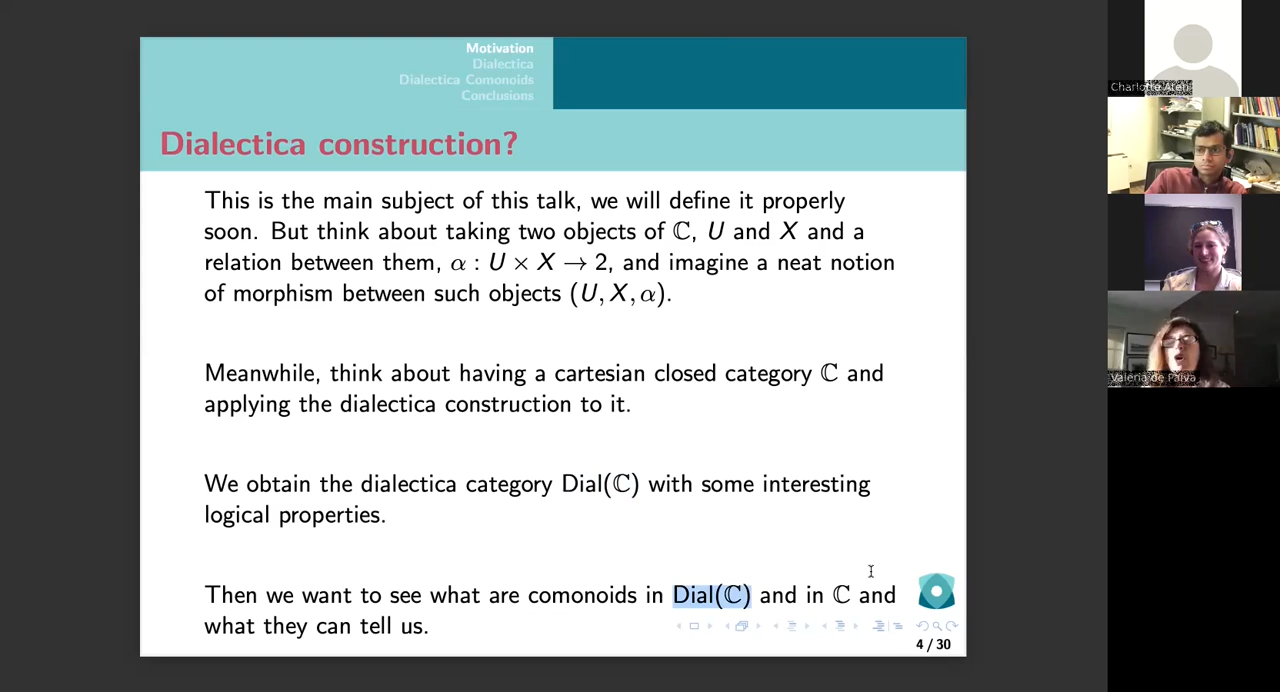 Motivation
Dialectica
Dialectica Comonoids
Conclusions
Dialectica construction?
This is the main subject of this talk, we will define it properly
soon. But think about taking two objects of ℂ, U and X and a
relation between them, α : U × X → 2, and imagine a neat notion
of morphism between such objects (U, X, α).
Meanwhile, think about having a cartesian closed category ℂ and
applying the dialectica construction to it.
We obtain the dialectica category Dial(ℂ) with some interesting
logical properties.
Then we want to see what are comonoids in Dial(ℂ) and in ℂ and
what they can tell us.
4 / 30
Charlotte Aten
Valeria de Paiva